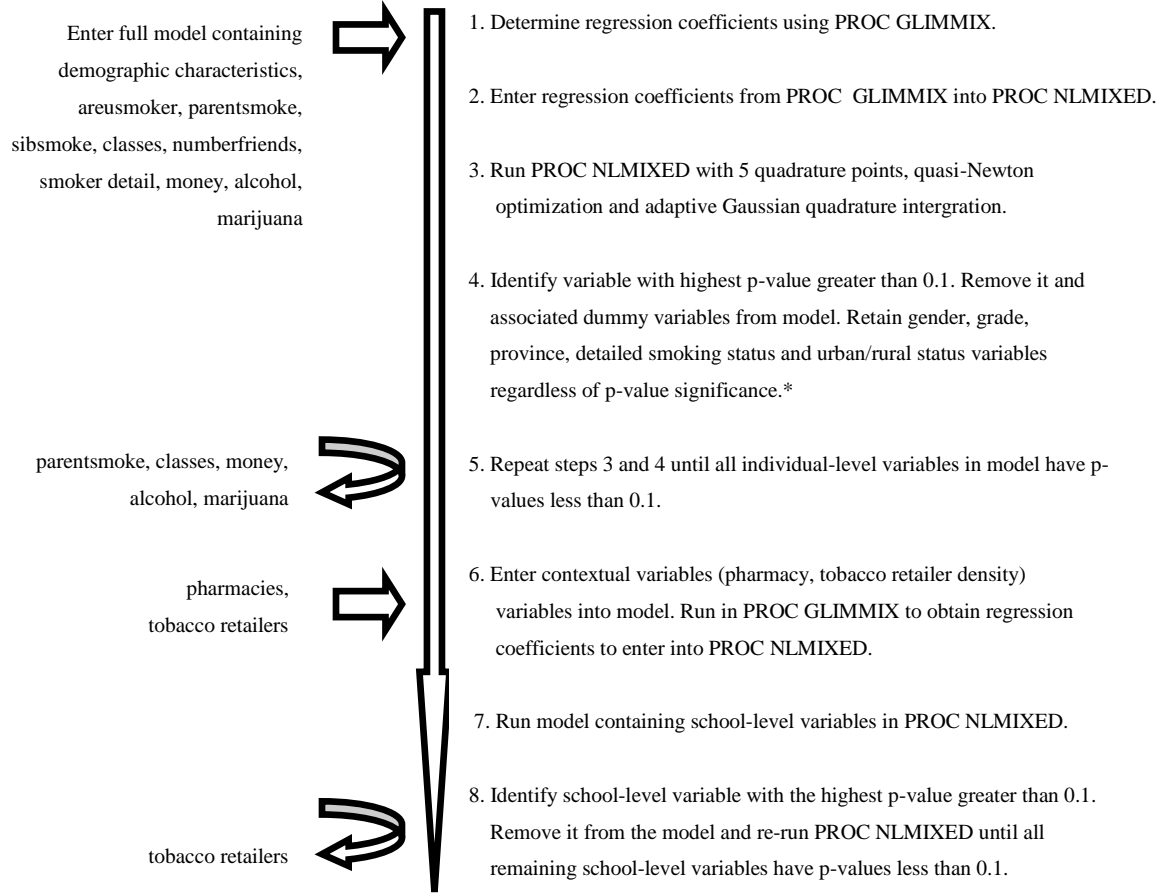 Enter full model containing
demographic characteristics,
areusmoker, parentsmoke,
sibsmoke, classes, numberfriends,
smoker detail, money, alcohol,
marijuana
1. Determine regression coefficients using PROC GLIMMIX.
2. Enter regression coefficients from PROC GLIMMIX into PROC NLMIXED.
3. Run PROC NLMIXED with 5 quadrature points, quasi-Newton
optimization and adaptive Gaussian quadrature intergration.
4. Identify variable with highest p-value greater than 0.1. Remove it and
associated dummy variables from model. Retain gender, grade,
province, detailed smoking status and urban/rural status variables
regardless of p-value significance.*
parentsmoke, classes, money,
alcohol, marijuana
5. Repeat steps 3 and 4 until all individual-level variables in model have p-
values less than 0.1.
pharmacies,
tobacco retailers
6. Enter contextual variables (pharmacy, tobacco retailer density)
variables into model. Run in PROC GLIMMIX to obtain regression
coefficients to enter into PROC NLMIXED.
7. Run model containing school-level variables in PROC NLMIXED.
tobacco retailers
8. Identify school-level variable with the highest p-value greater than 0.1.
Remove it from the model and re-run PROC NLMIXED until all
remaining school-level variables have p-values less than 0.1.